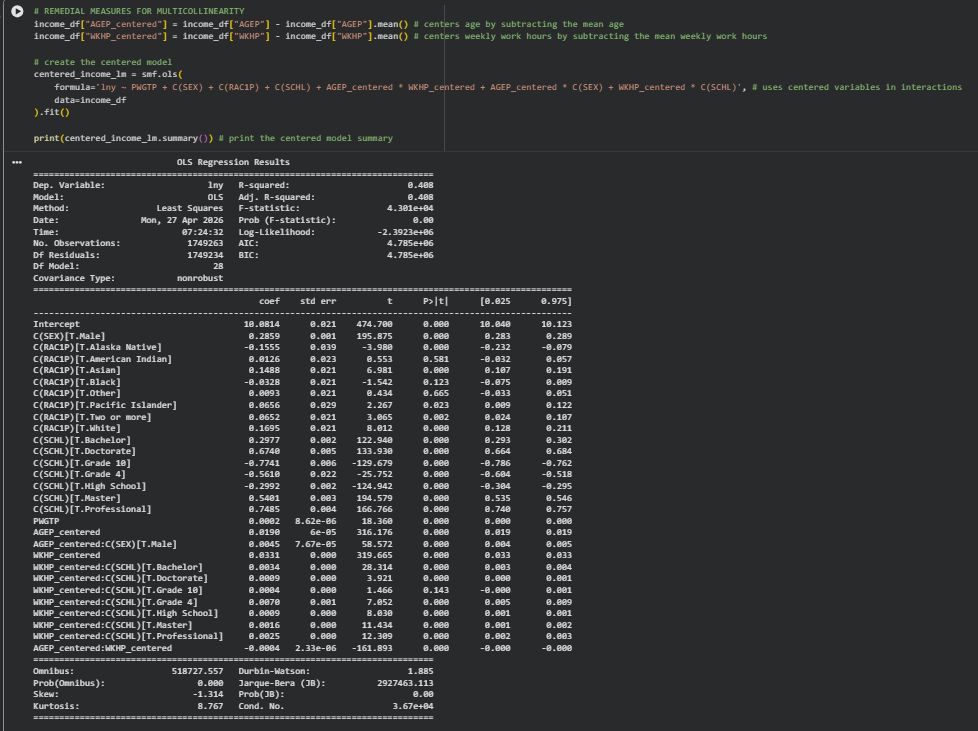 # REMEDIAL MEASURES FOR MULTICOLLINEARITY
income_df["AGEP_centered"] = income_df["AGEP"] - income_df["AGEP"].mean() # centers age by subtracting the mean age
income_df["WKHP_centered"] = income_df["WKHP"] - income_df["WKHP"].mean() # centers weekly work hours by subtracting the mean weekly work hours
# create the centered model
centered_income_lm = smf.ols(
formula='lny ~ PWGTP + C(SEX) + C(RAC1P) + C(SCHL) + AGEP_centered * WKHP_centered + AGEP_centered * C(SEX) + WKHP_centered * C(SCHL)', # uses centered variables in interactions
data=income_df
).fit()
print(centered_income_lm.summary()) # print the centered model summary
OLS Regression Results
==============================================================================
Dep. Variable: lny R-squared: 0.408
Model: OLS Adj. R-squared: 0.408
Method: Least Squares F-statistic: 4.301e+04
Date: Mon, 27 Apr 2026 Prob (F-statistic): 0.00
Time: 07:24:32 Log-Likelihood: -2.3923e+06
No. Observations: 1749263 AIC: 4.785e+06
Df Residuals: 1749234 BIC: 4.785e+06
Df Model: 28
Covariance Type: nonrobust
==============================================================================
coef std err t P>|t| [0.025 0.975]
------------------------------------------------------------------------------
Intercept 10.0814 0.021 474.700 0.000 10.040 10.123
C(SEX)[T.Male] 0.2859 0.001 195.875 0.000 0.283 0.289
C(RAC1P)[T.Alaska Native] -0.1555 0.039 -3.980 0.000 -0.232 -0.079
C(RAC1P)[T.American Indian] 0.0126 0.023 0.553 0.581 -0.032 0.057
C(RAC1P)[T.Asian] 0.1488 0.021 6.981 0.000 0.107 0.191
C(RAC1P)[T.Black] -0.0328 0.021 -1.542 0.123 -0.075 0.009
C(RAC1P)[T.Other] 0.0093 0.021 0.434 0.665 -0.033 0.051
C(RAC1P)[T.Pacific Islander] 0.0656 0.029 2.267 0.023 0.009 0.122
C(RAC1P)[T.Two or more] 0.0652 0.021 3.065 0.002 0.024 0.107
C(RAC1P)[T.White] 0.1695 0.021 8.012 0.000 0.128 0.211
C(SCHL)[T.Bachelor] 0.2977 0.002 122.940 0.000 0.293 0.302
C(SCHL)[T.Doctorate] 0.6740 0.005 133.930 0.000 0.664 0.684
C(SCHL)[T.Grade 10] -0.7741 0.006 -129.679 0.000 -0.786 -0.762
C(SCHL)[T.Grade 4] -0.5610 0.022 -25.752 0.000 -0.604 -0.518
C(SCHL)[T.High School] -0.2992 0.002 -124.942 0.000 -0.304 -0.295
C(SCHL)[T.Master] 0.5401 0.003 194.579 0.000 0.535 0.546
C(SCHL)[T.Professional] 0.7485 0.004 166.766 0.000 0.740 0.757
PWGTP 0.0002 8.62e-06 18.360 0.000 0.000 0.000
AGEP_centered 0.0190 6e-05 316.176 0.000 0.019 0.019
AGEP_centered:C(SEX)[T.Male] 0.0045 7.67e-05 58.572 0.000 0.004 0.005
WKHP_centered 0.0331 0.000 319.665 0.000 0.033 0.033
WKHP_centered:C(SCHL)[T.Bachelor] 0.0034 0.000 28.314 0.000 0.003 0.004
WKHP_centered:C(SCHL)[T.Doctorate] 0.0009 0.000 3.921 0.000 0.000 0.001
WKHP_centered:C(SCHL)[T.Grade 10] 0.0004 0.000 1.466 0.143 -0.000 0.001
WKHP_centered:C(SCHL)[T.Grade 4] 0.0070 0.001 7.052 0.000 0.005 0.009
WKHP_centered:C(SCHL)[T.High School] 0.0009 0.000 8.030 0.000 0.001 0.001
WKHP_centered:C(SCHL)[T.Master] 0.0016 0.000 11.434 0.000 0.001 0.002
WKHP_centered:C(SCHL)[T.Professional] 0.0025 0.000 12.309 0.000 0.002 0.003
AGEP_centered:WKHP_centered -0.0004 2.33e-06 -161.893 0.000 -0.000 -0.000
==============================================================================
Omnibus: 518727.557 Durbin-Watson: 1.885
Prob(Omnibus): 0.000 Jarque-Bera (JB): 2927463.113
Skew: -1.314 Prob(JB): 0.00
Kurtosis: 8.767 Cond. No. 3.67e+04
==============================================================================